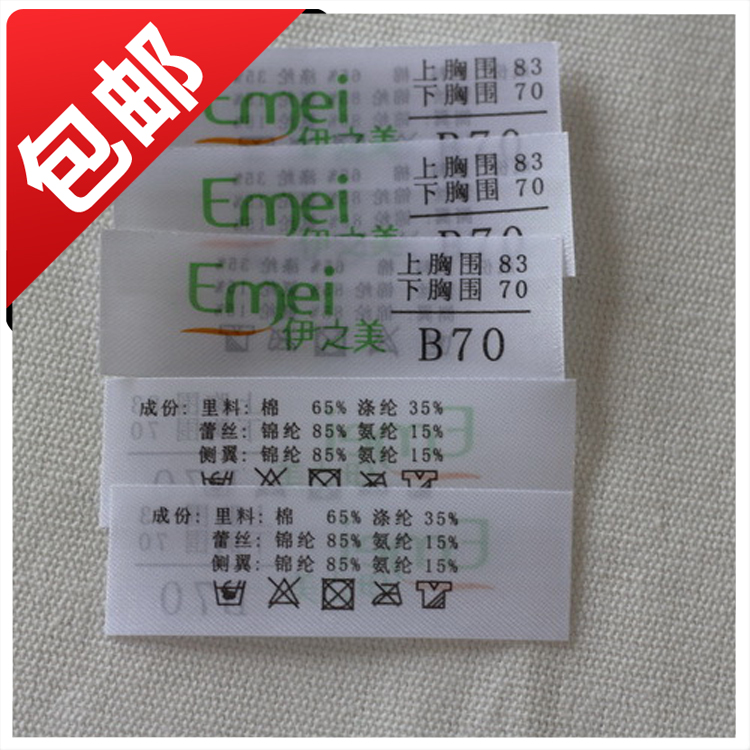 包邮
Emei
伊之美
上胸围 83
下胸围 70
B70
Emei
上胸围 83
下胸围 70
B70
Emei
伊之美
上胸围 83
下胸围 70
B70
成份: 里料: 棉 65% 涤纶 35%
蕾丝: 锦纶 85% 氨纶 15%
侧翼: 锦纶 85% 氨纶 15%
成份: 里料: 棉 65% 涤纶 35%
蕾丝: 锦纶 85% 氨纶 15%
侧翼: 锦纶 85% 氨纶 15%